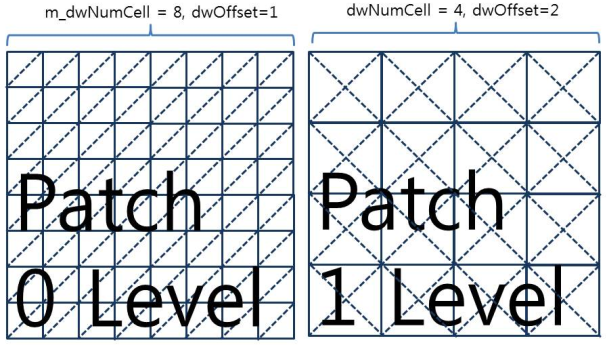 m_dwNumCell = 8, dwOffset=1
dwNumCell = 4, dwOffset=2
Patch
0 Level
Patch
1 Level